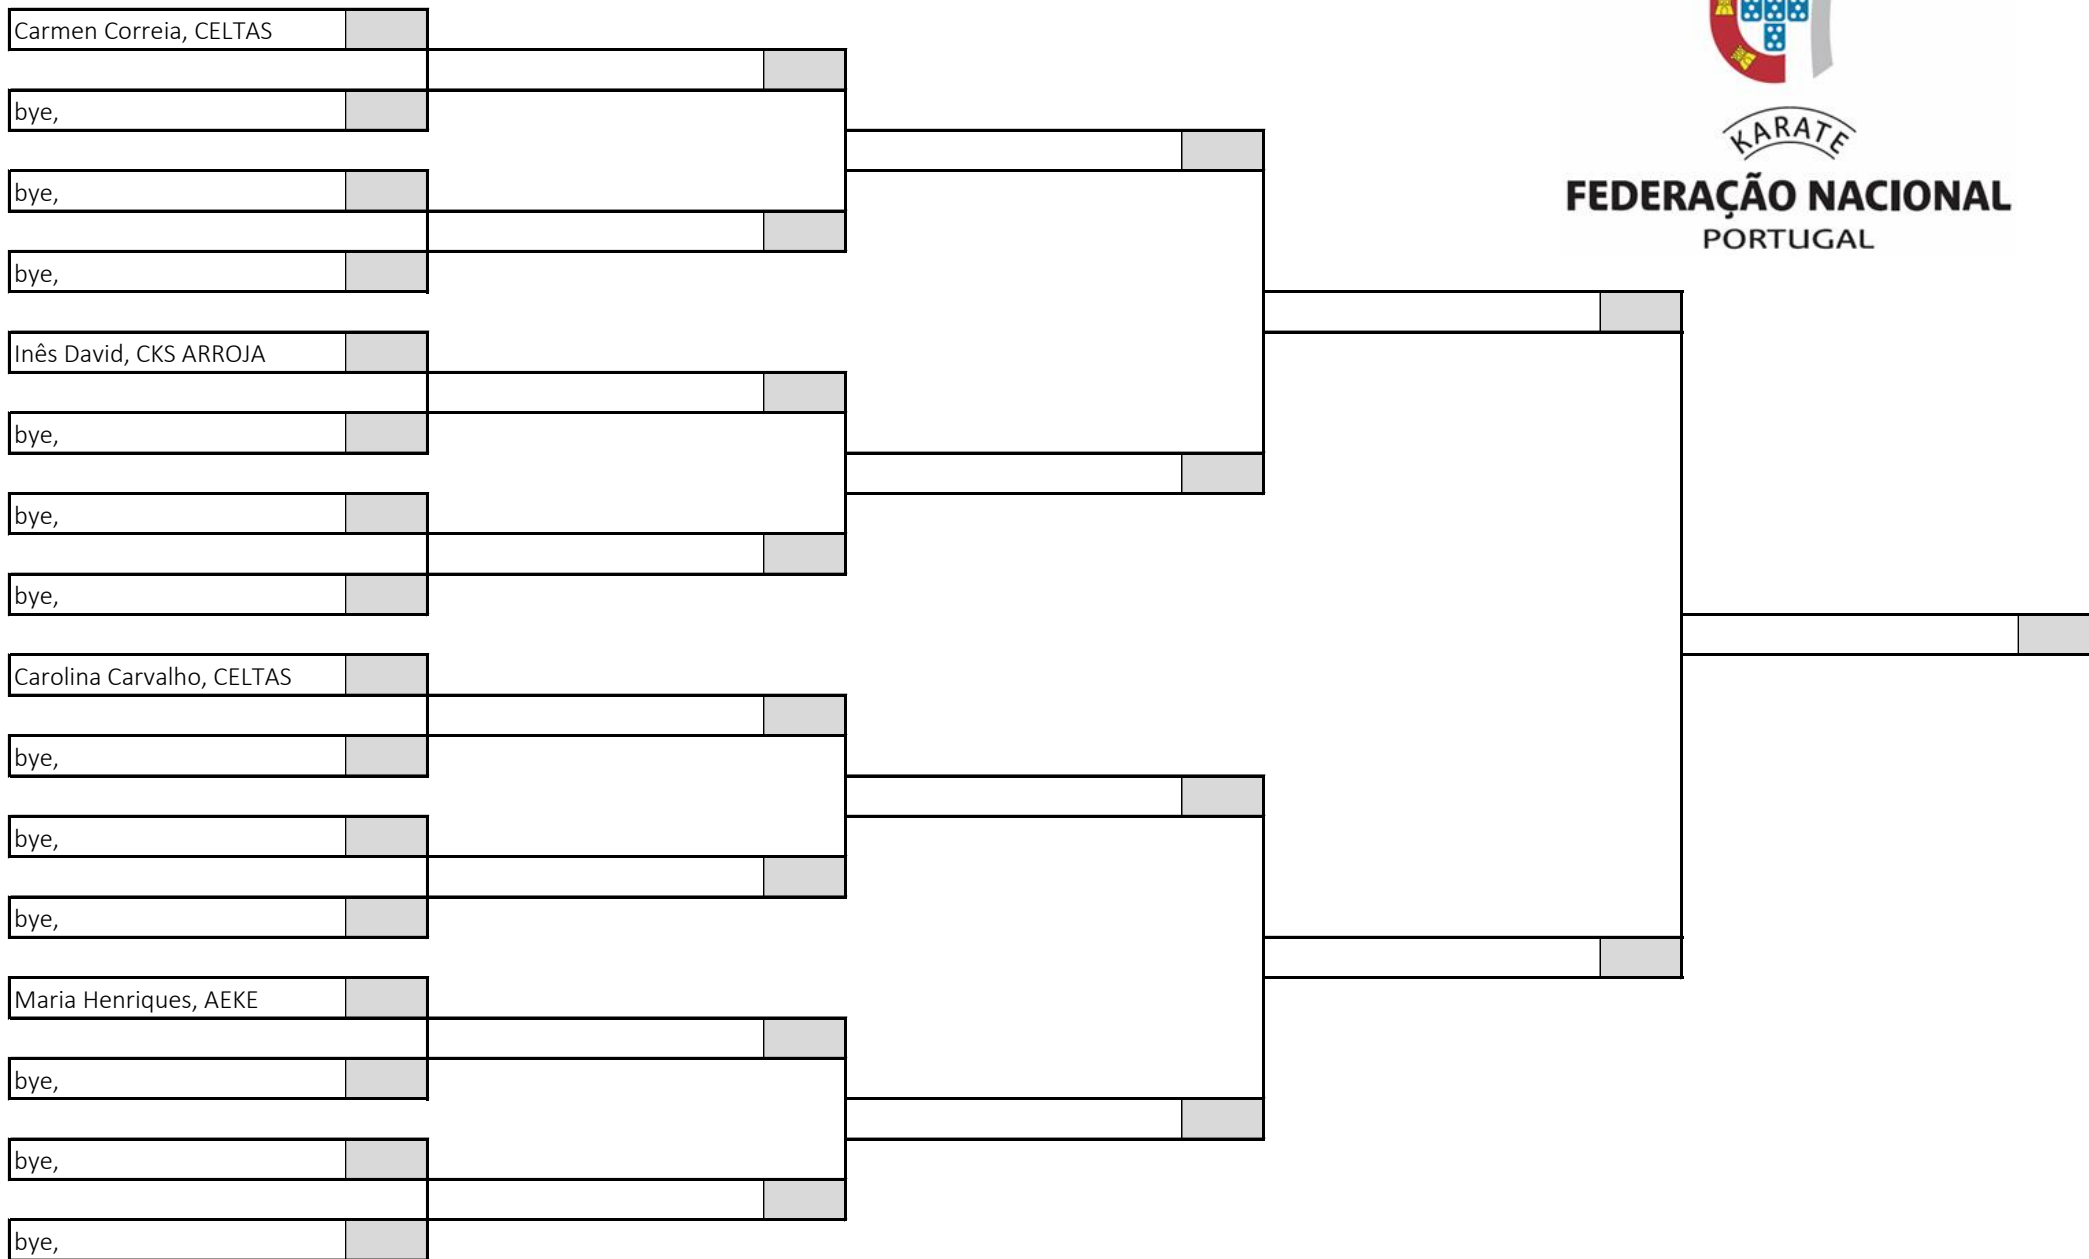 Carmen Correia, CELTAS
bye,
bye,
bye,
Inês David, CKS ARROJA
bye,
bye,
bye,
Carolina Carvalho, CELTAS
bye,
bye,
bye,
Maria Henriques, AEKE
bye,
bye,
bye,
KARATE
FEDERAÇÃO NACIONAL
PORTUGAL